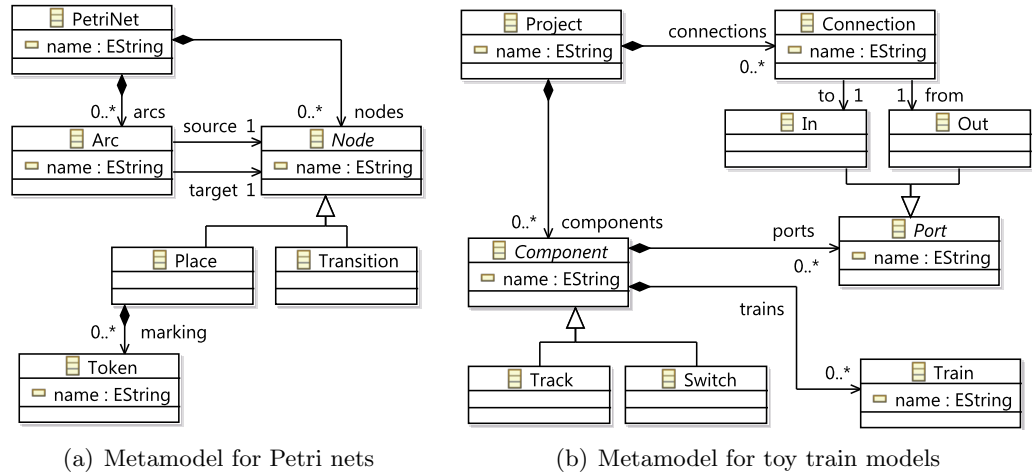 PetriNet
name : EString
0..* arcs
0..* nodes
Arc
name : EString
source 1
target 1
Node
name : EString
Place
Transition
0..* marking
Token
name : EString
(a) Metamodel for Petri nets
Project
name : EString
connections
0..*
Connection
name : EString
to 1
1 from
In
Out
0..* components
Component
name : EString
ports
0..*
Port
name : EString
trains
0..*
Track
Switch
Train
name : EString
(b) Metamodel for toy train models